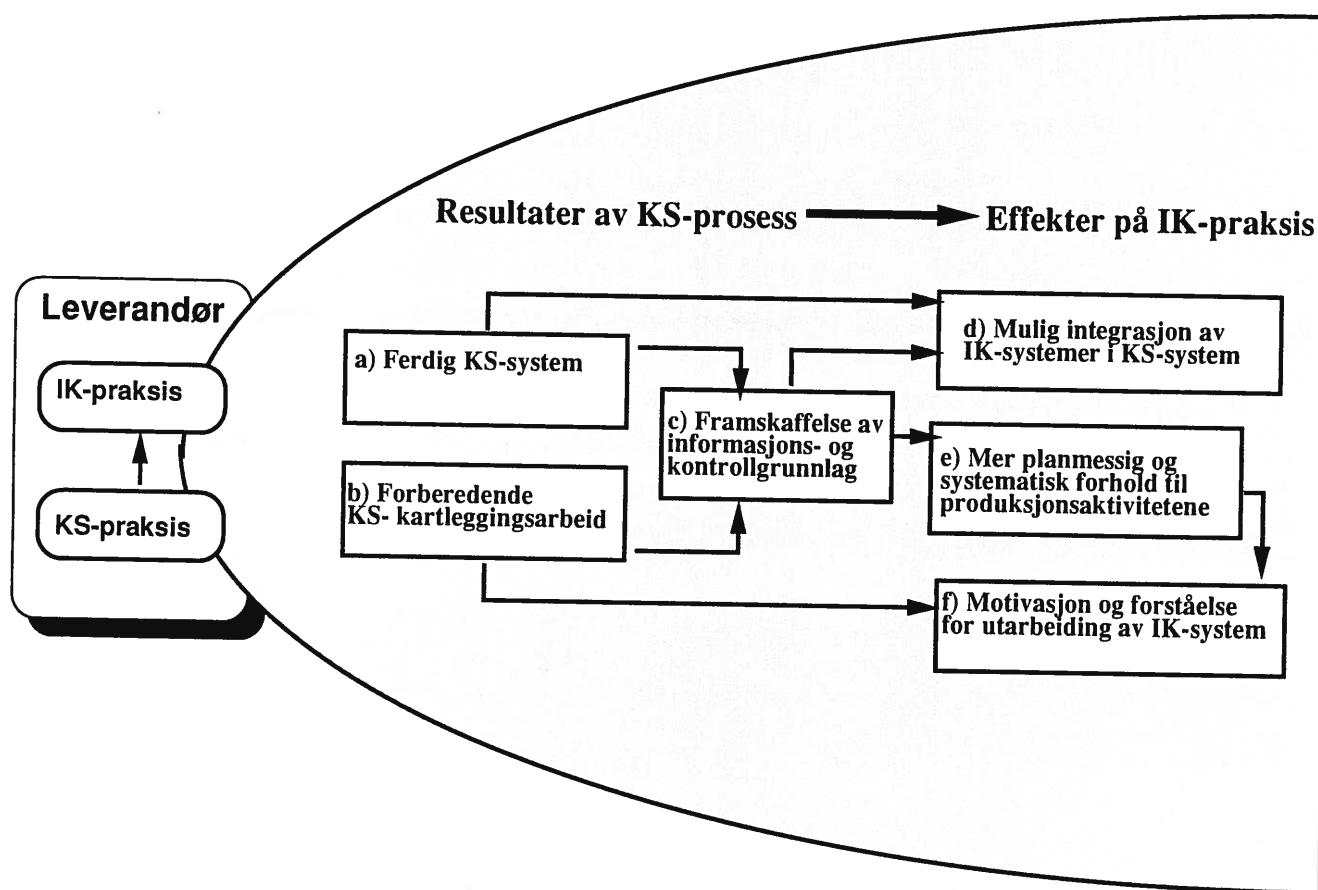 Resultater av KS-prosess
Effekter på IK-praksis
Leverandør
IK-praksis
KS-praksis
a) Ferdig KS-system
b) Forberedende
KS- kartleggingsarbeid
c) Framskaffelse av
informasjons- og
kontrollgrunnlag
d) Mulig integrasjon av
IK-systemer i KS-system
e) Mer planmessig og
systematisk forhold til
produksjonsaktivitetene
f) Motivasjon og forståelse
for utarbeiding av IK-system